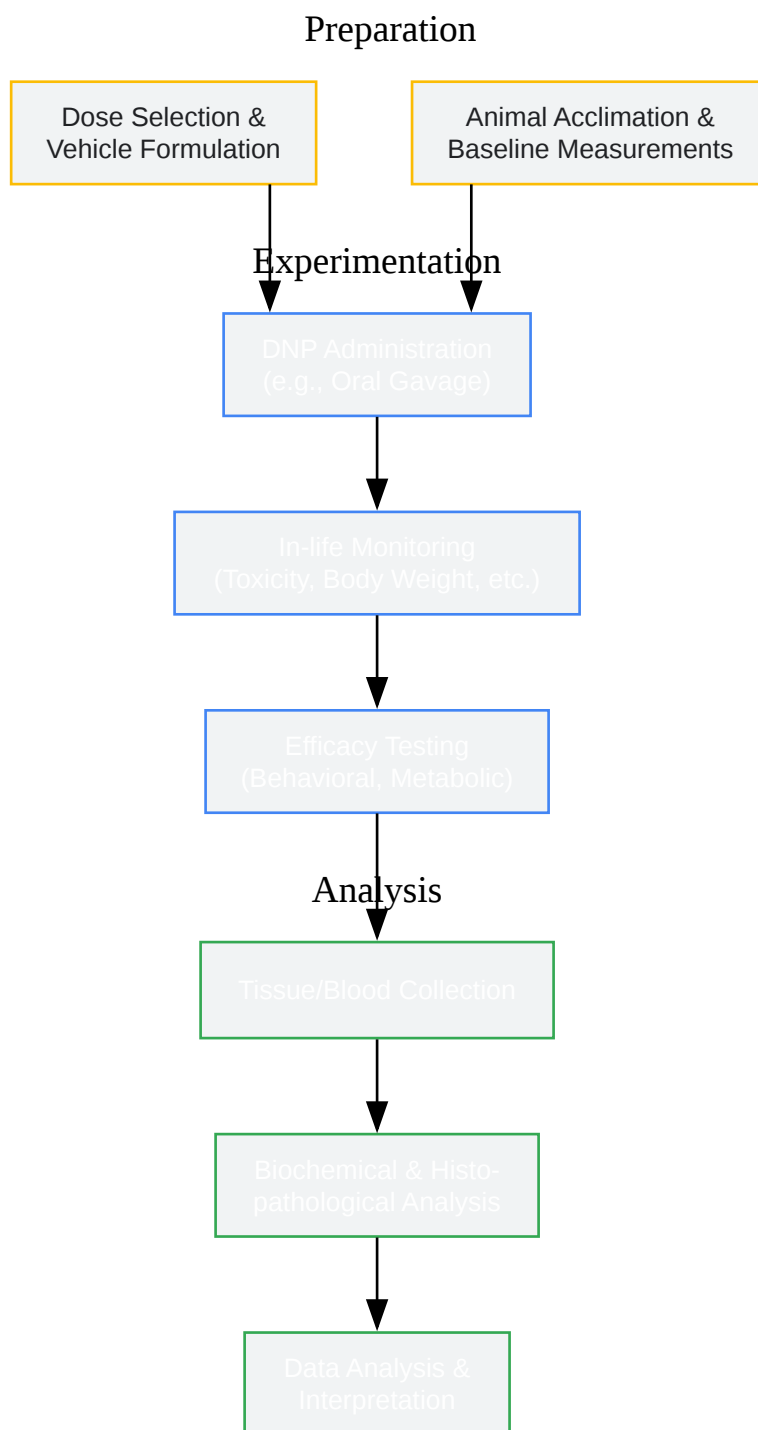 Preparation
Dose Selection &
Vehicle Formulation
Animal Acclimation &
Baseline Measurements
Experimentation
DNP Administration
(e.g., Oral Gavage)
In-life Monitoring
(Toxicity, Body Weight, etc.)
Efficacy Testing
(Behavioral, Metabolic)
Analysis
Tissue/Blood Collection
Biochemical & Histo-
pathological Analysis
Data Analysis &
Interpretation